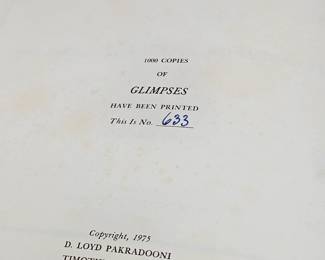 1000 COPIES
OF
GLIMPSES
HAVE BEEN PRINTED
This Is No. 633
Copyright, 1975
D. LOYD PAKRADOONI